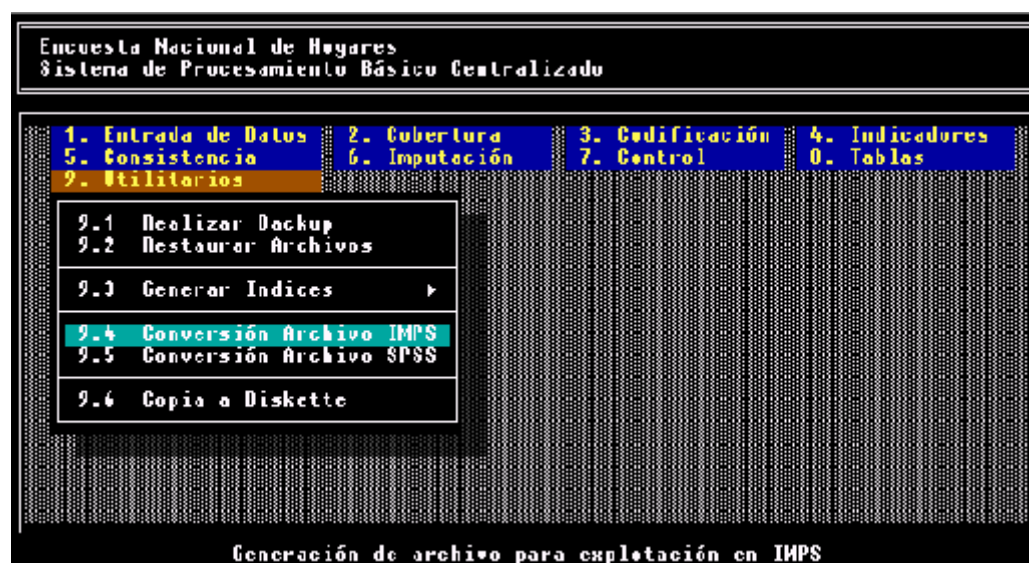 Encuesta Nacional de Hogares
Sistema de Procesamiento Básico Centralizado
1. Entrada de Datos 2. Cobertura 3. Codificación 4. Indicadores
5. Consistencia 6. Imputación 7. Control 8. Tablas
9. Utilitarios
9.1 Realizar Backup
9.2 Restaurar Archivos
9.3 Generar Indices
9.4 Conversión Archivo IMPS
9.5 Conversión Archivo SPSS
9.6 Copia a Diskette
Generación de archivo para explotación en IMPS